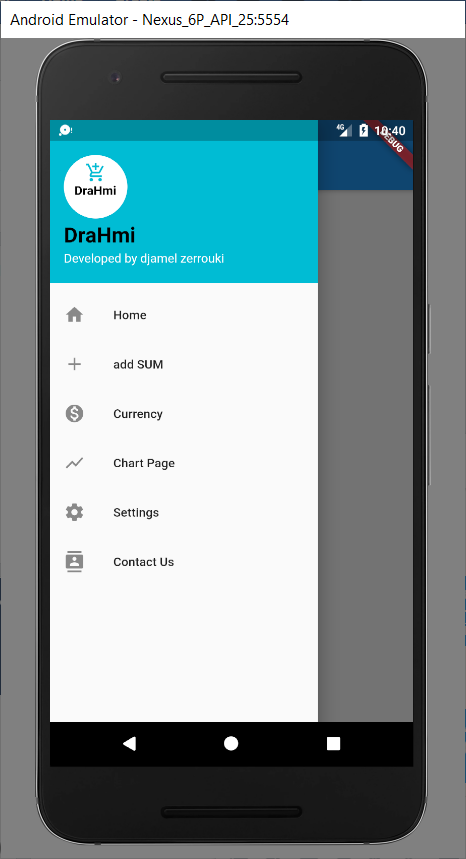 Android Emulator - Nexus_6P_API_25:5554
4G 10:40
DEBUG
DraHmi
DraHmi
Developed by djamel zerrouki
Home
add SUM
Currency
Chart Page
Settings
Contact Us